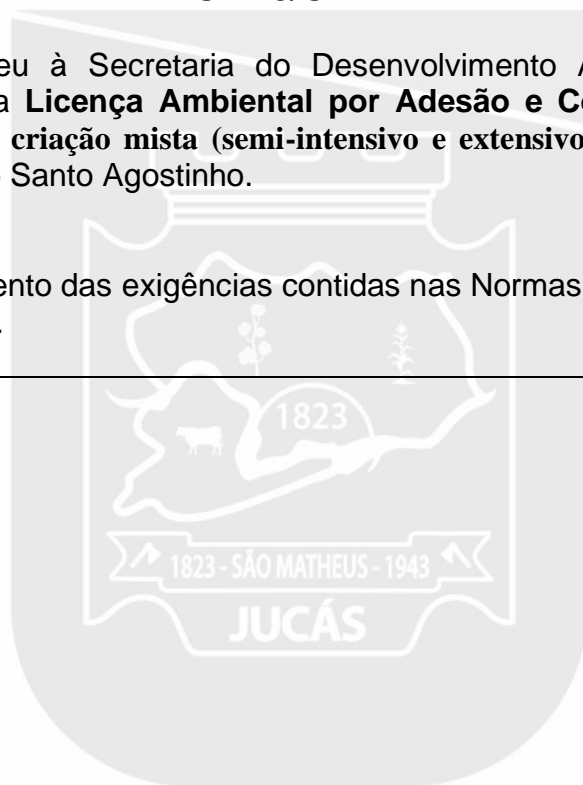 eu à Secretaria do Desenvolvimento
a Licença Ambiental por Adesão e
criação mista (semi-intensivo e extensivo
Santo Agostinho.
ento das exigências contidas nas Normas
.
1823
1823 - SÃO MATHEUS - 1943
JUCÁS